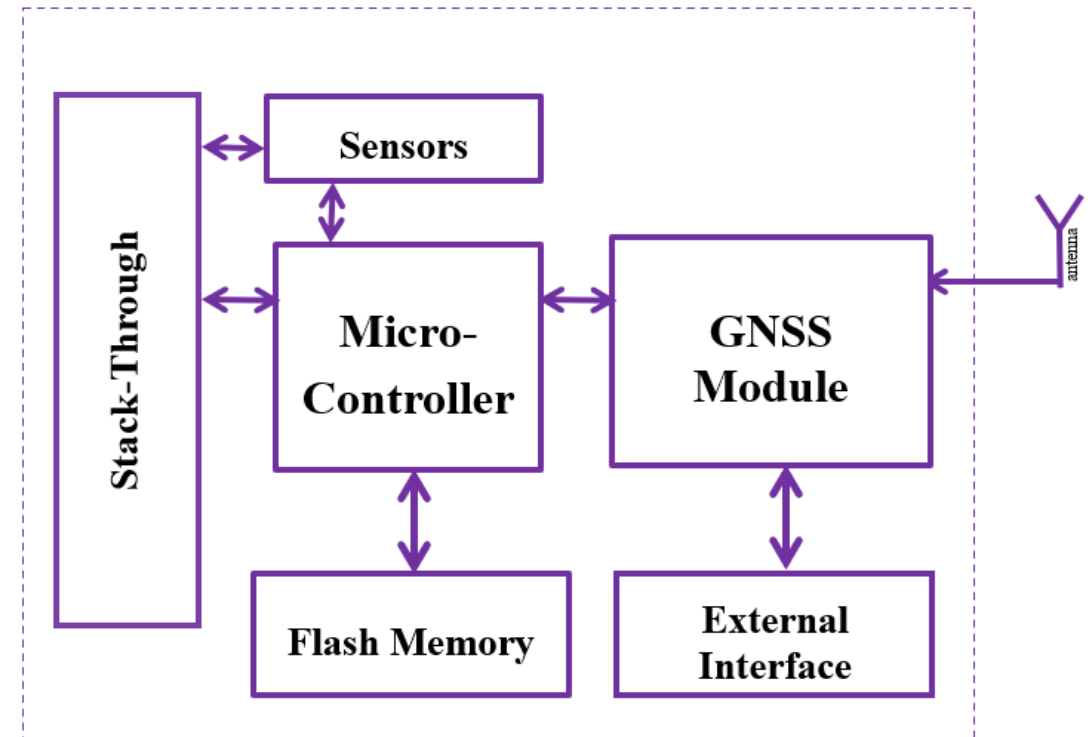 Sensors
Stack-Through
Micro-
Controller
GNSS
Module
antenna
Flash Memory
External
Interface